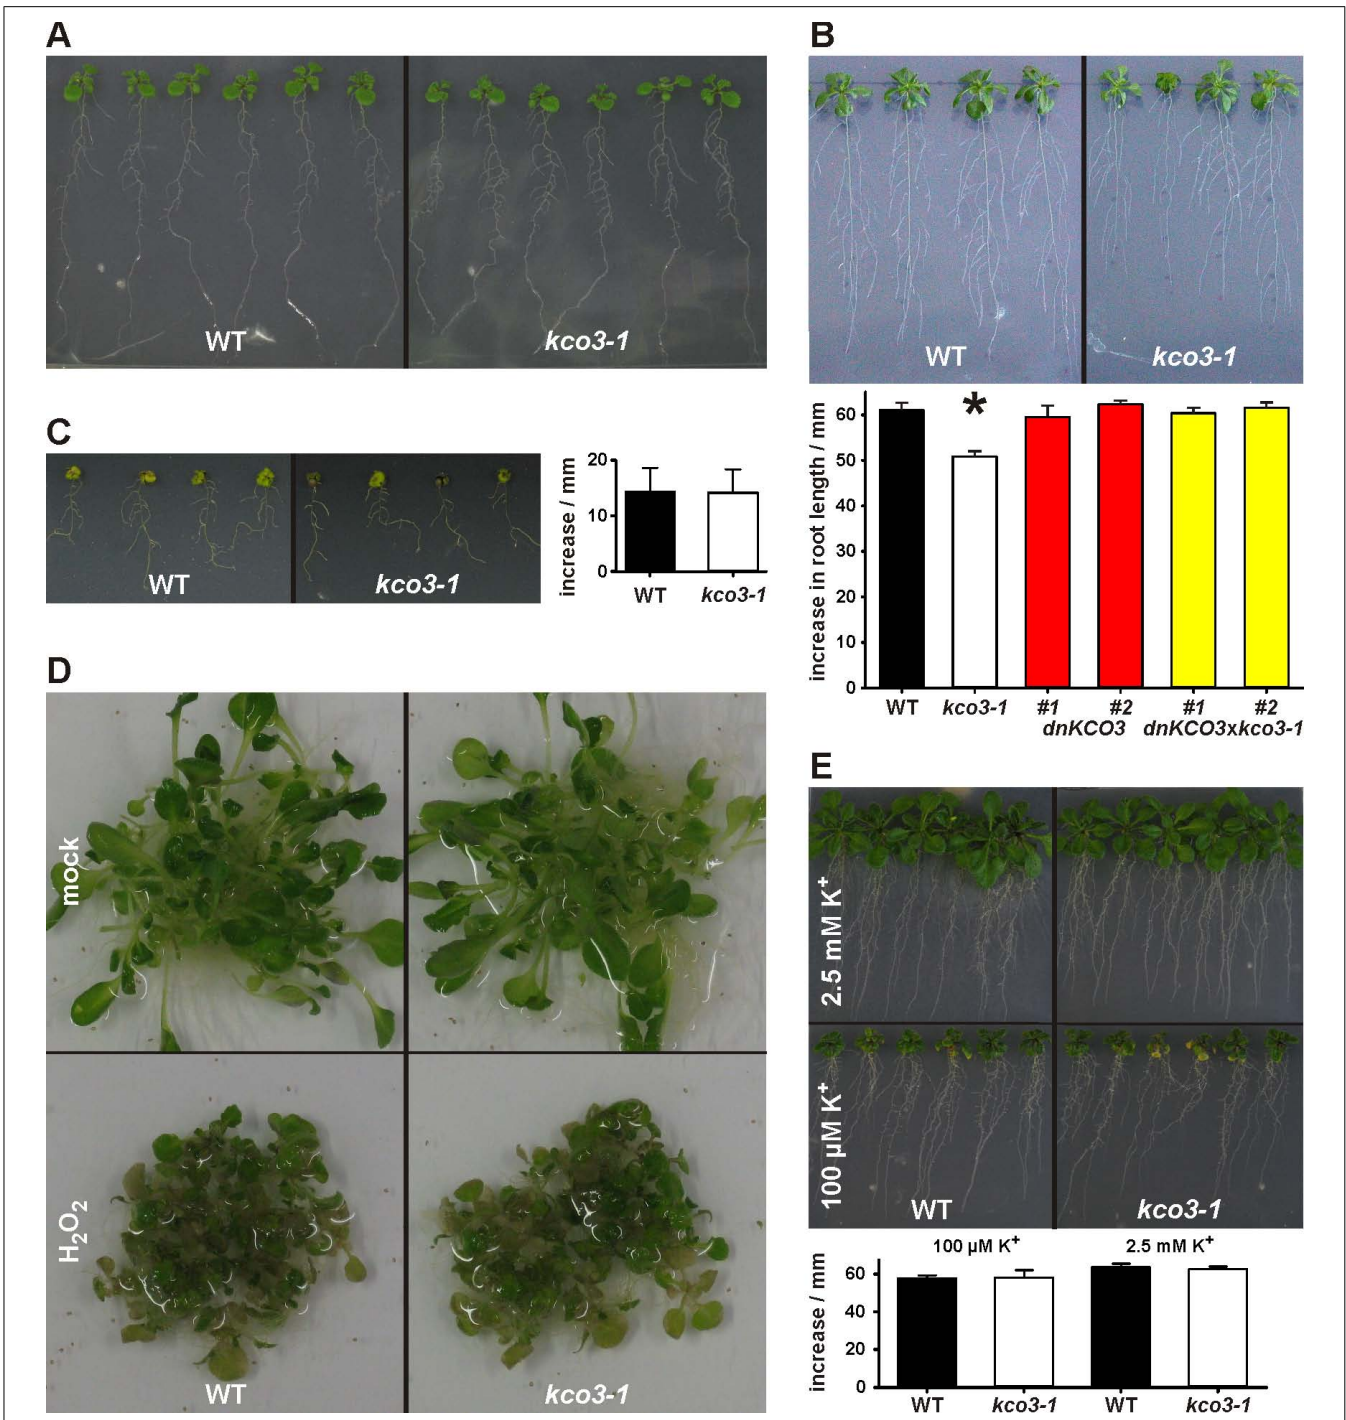 A
WT
kco3-1
B
WT
kco3-1
increase in root length / mm
60
50
40
30
20
10
0
*
WT
kco3-1
#1
#2
#1
#2
dnKCO3
dnKCO3xkco3-1
C
WT
kco3-1
increase / mm
20
10
0
WT
kco3-1
D
mock
H2O2
WT
kco3-1
E
2.5 mM K+
100 µM K+
WT
kco3-1
increase / mm
100 µM K+
2.5 mM K+
60
40
20
0
WT
kco3-1
WT
kco3-1